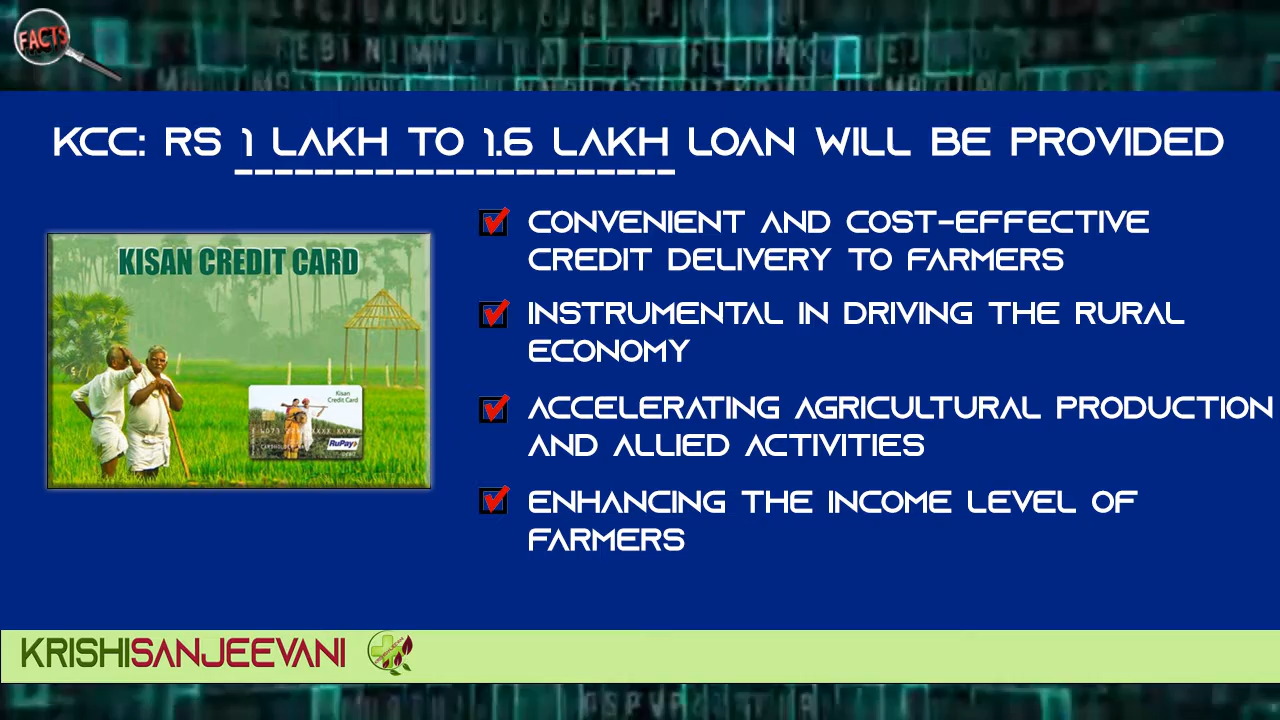 FACTS
KCC: RS 1 LAKH TO 1.6 LAKH LOAN WILL BE PROVIDED
CONVENIENT AND COST-EFFECTIVE
CREDIT DELIVERY TO FARMERS
KISAN CREDIT CARD
INSTRUMENTAL IN DRIVING THE RURAL
ECONOMY
Kisan
Credit Card
RuPay
ACCELERATING AGRICULTURAL PRODUCTION
AND ALLIED ACTIVITIES
ENHANCING THE INCOME LEVEL OF
FARMERS
KRISHISANJEEVANI